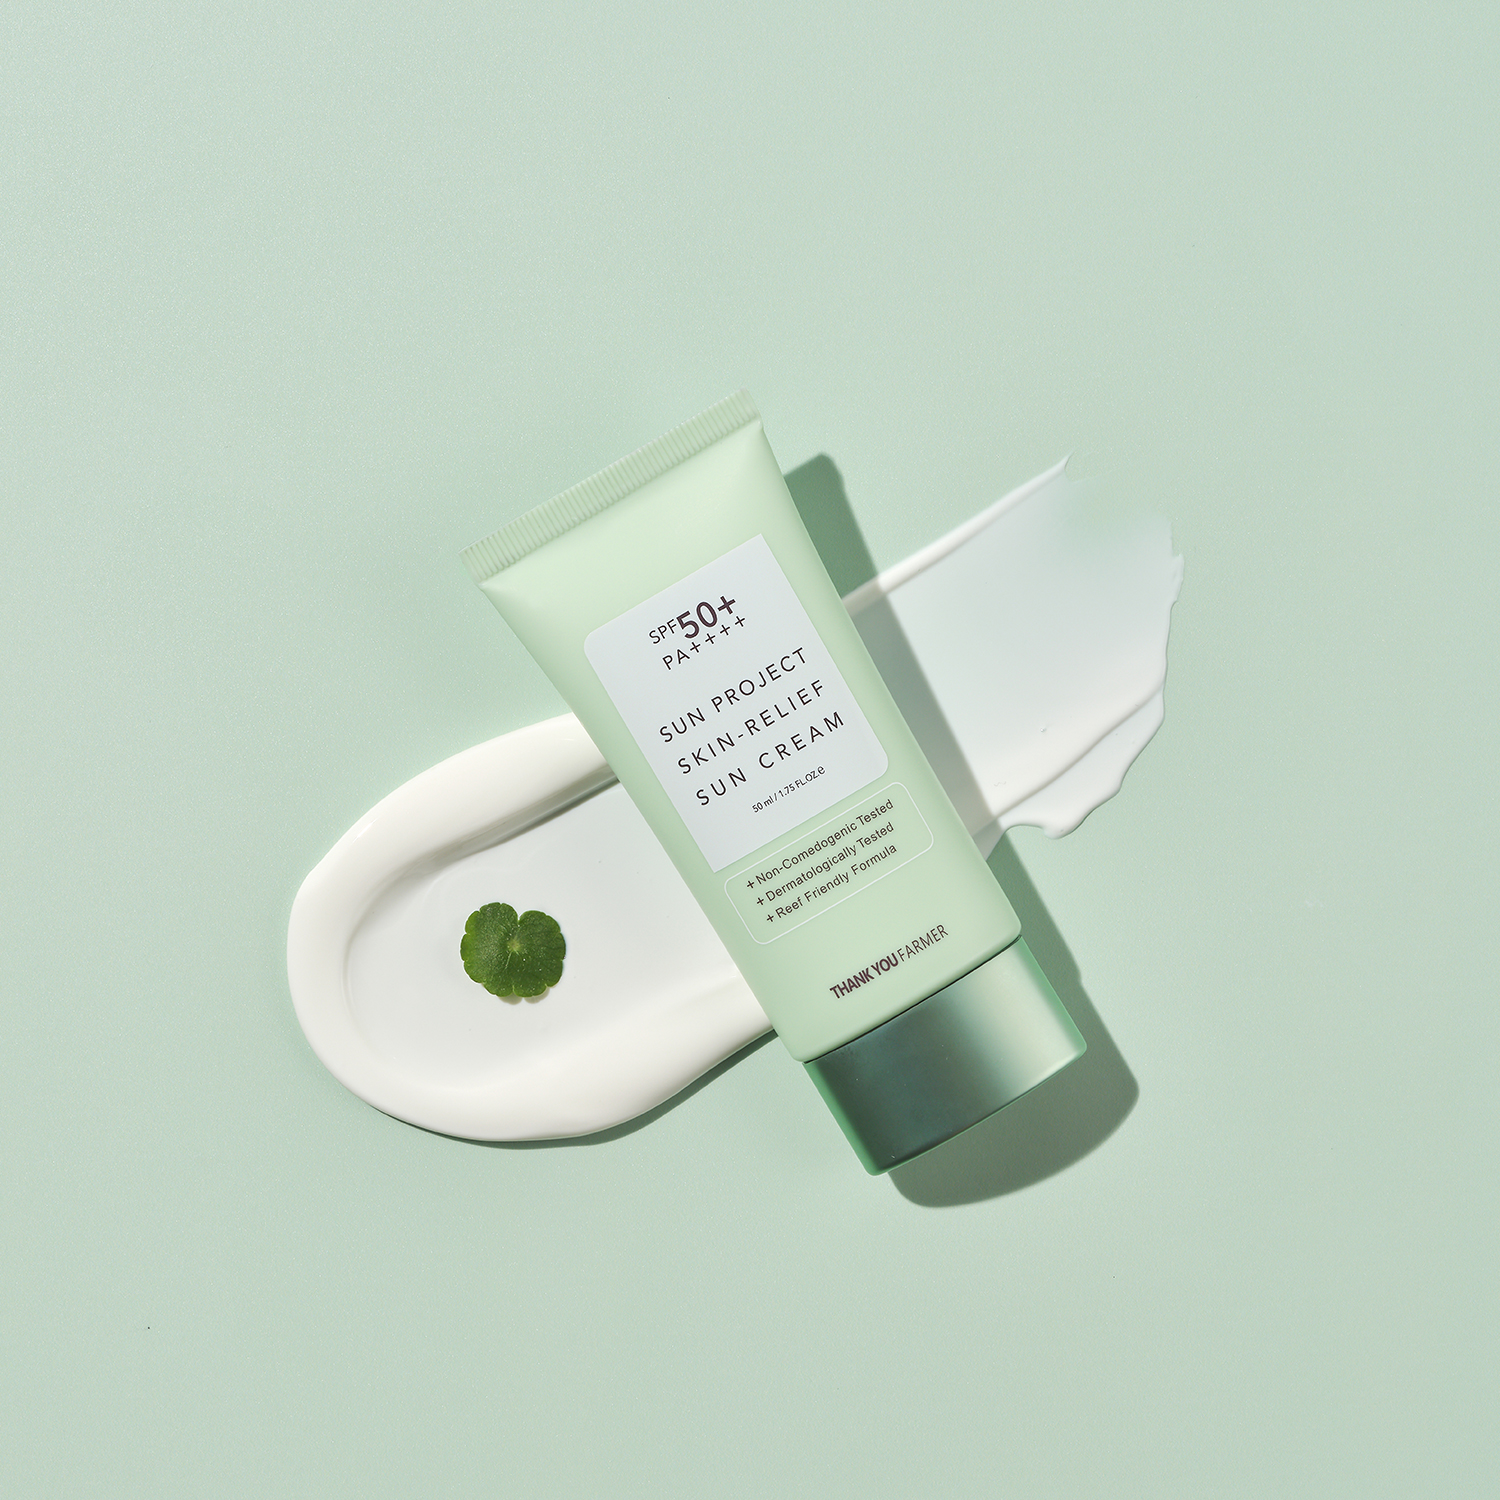 SPF50+
PA++++
SUN PROJECT
SKIN-RELIEF
SUN CREAM
50 ml / 1.75 FL.OZ e
+ Non-Comedogenic Tested
+ Dermatologically Tested
+ Reef Friendly Formula
THANK YOU FARMER